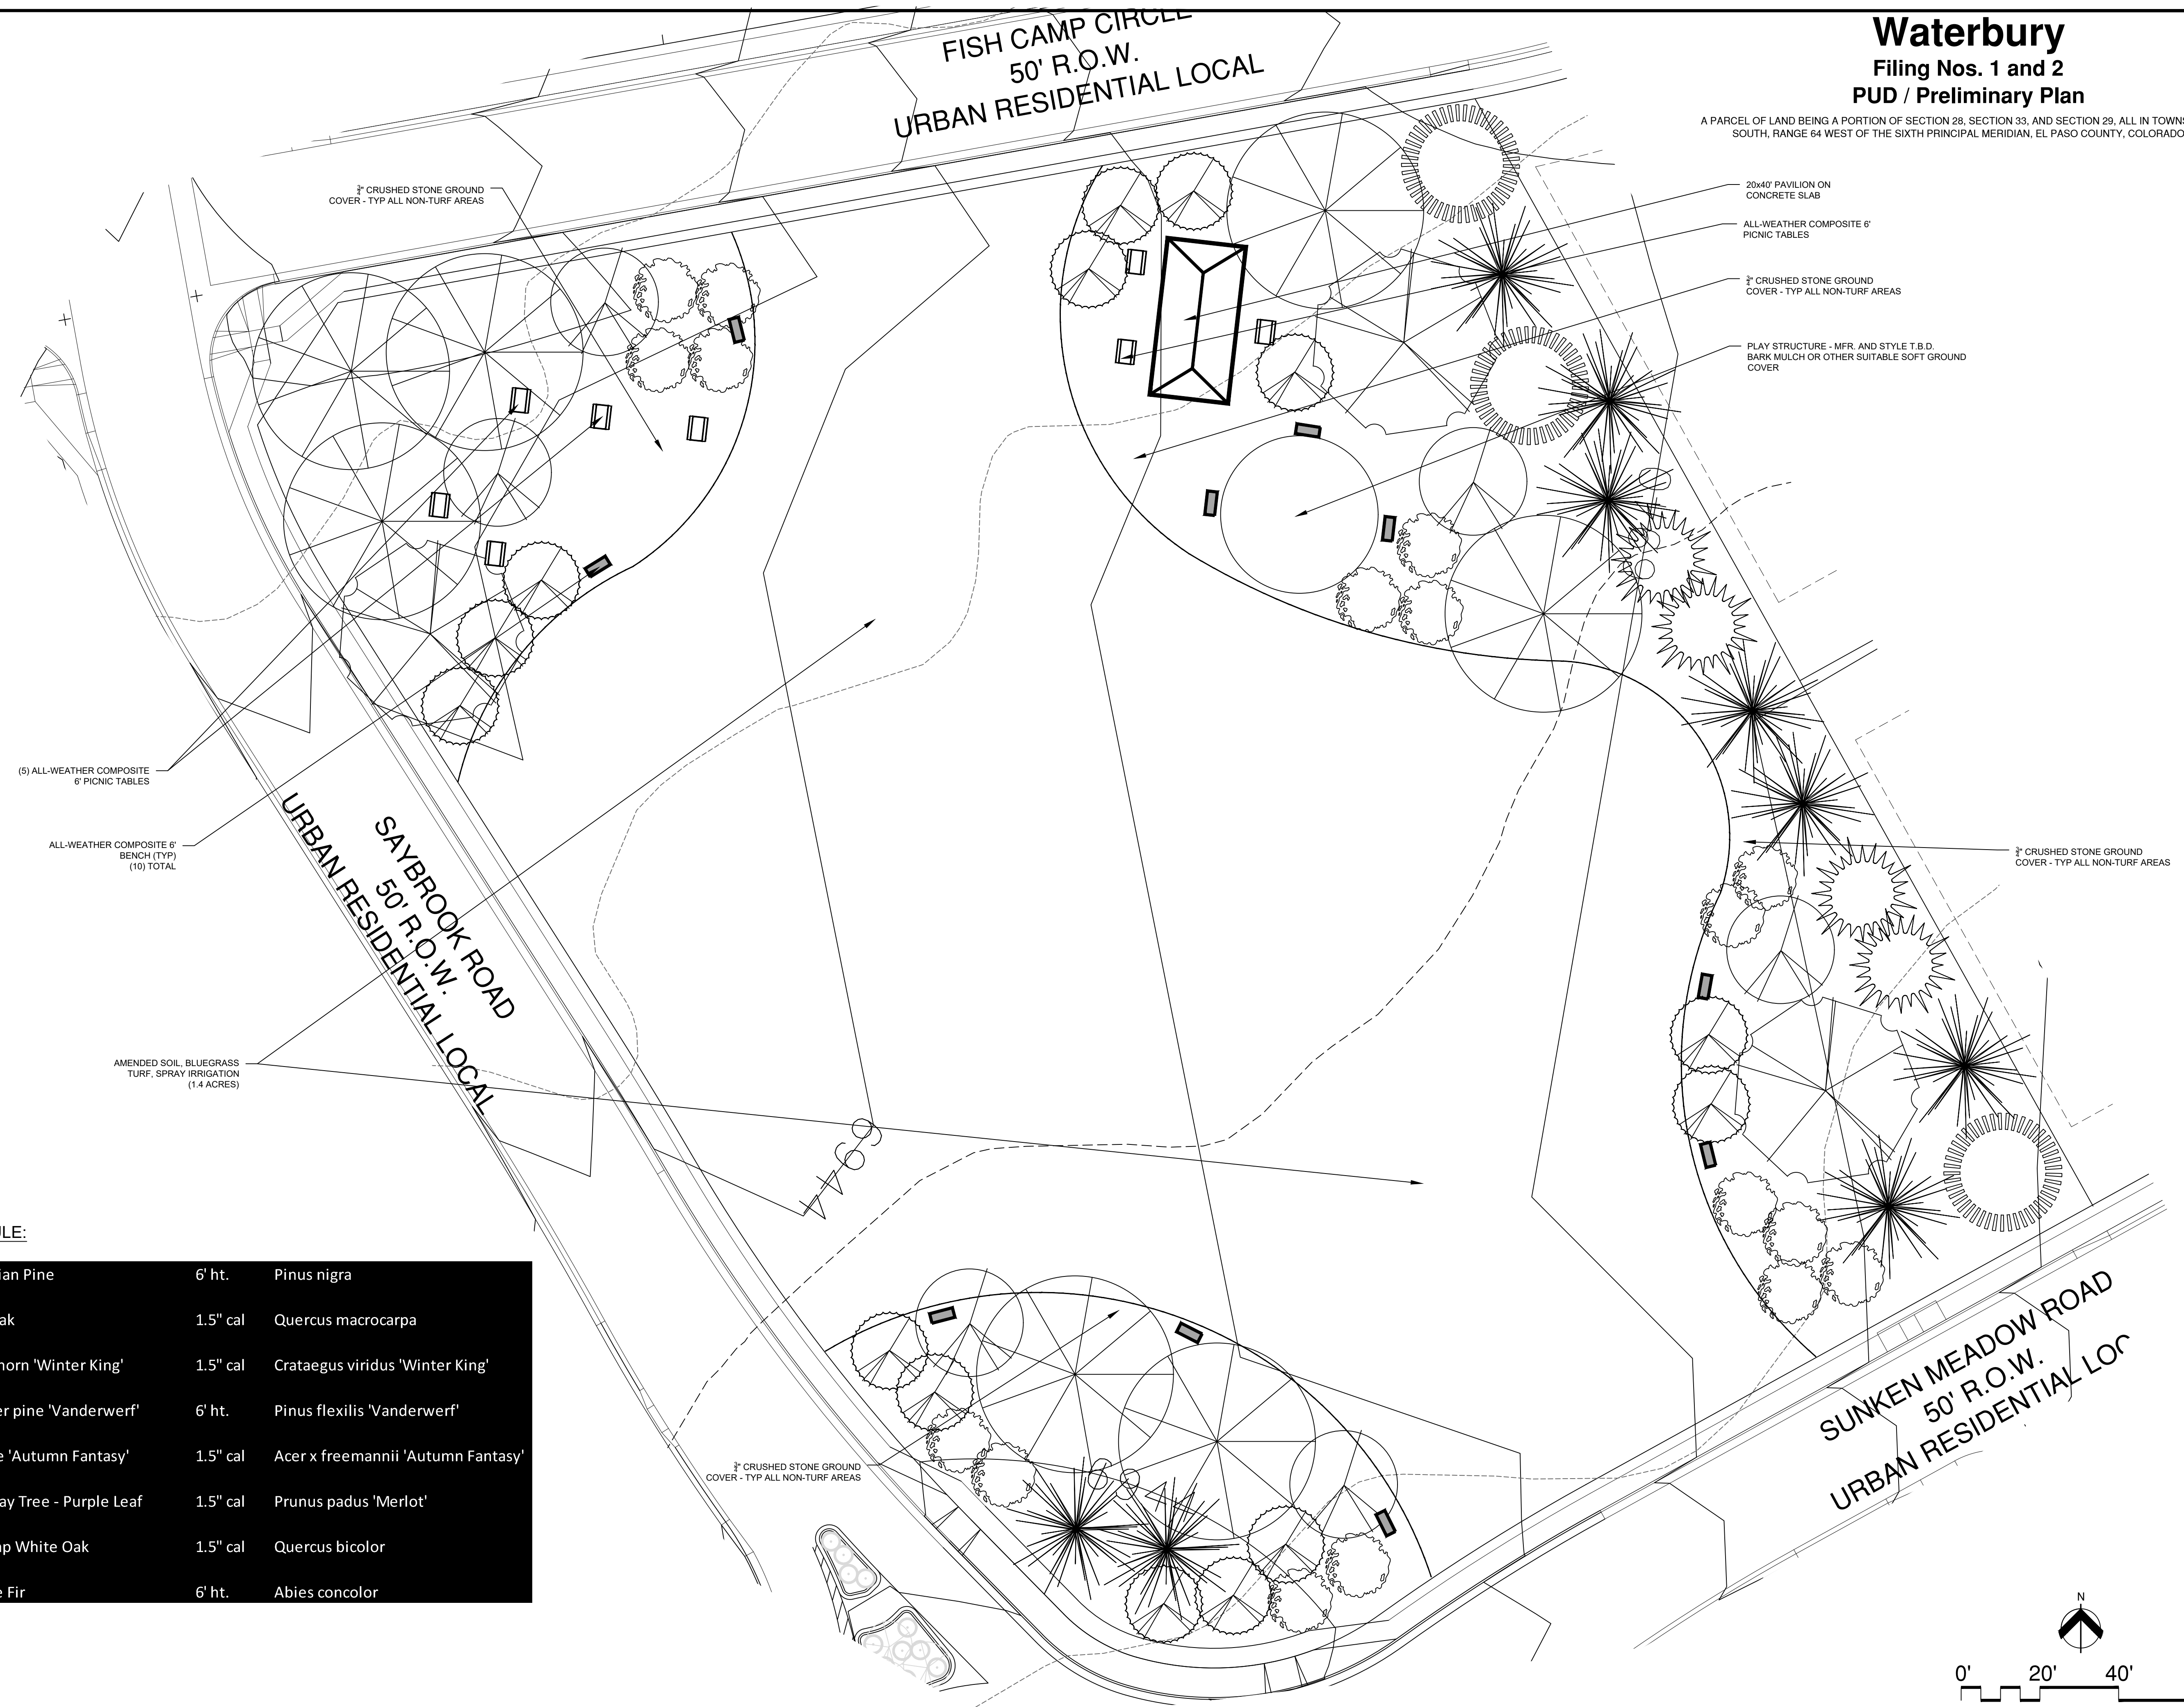 FISH CAMP CIRCLE
50' R.O.W.
URBAN RESIDENTIAL LOCAL
Waterbury
Filing Nos. 1 and 2
PUD / Preliminary Plan
A PARCEL OF LAND BEING A PORTION OF SECTION 28, SECTION 33, AND SECTION 29, ALL IN TOWNS
SOUTH, RANGE 64 WEST OF THE SIXTH PRINCIPAL MERIDIAN, EL PASO COUNTY, COLORADO
¾" CRUSHED STONE GROUND
COVER - TYP ALL NON-TURF AREAS
20x40' PAVILION ON
CONCRETE SLAB
ALL-WEATHER COMPOSITE 6'
PICNIC TABLES
¾" CRUSHED STONE GROUND
COVER - TYP ALL NON-TURF AREAS
PLAY STRUCTURE - MFR. AND STYLE T.B.D.
BARK MULCH OR OTHER SUITABLE SOFT GROUND
COVER
(5) ALL-WEATHER COMPOSITE
6' PICNIC TABLES
ALL-WEATHER COMPOSITE 6'
BENCH (TYP)
(10) TOTAL
SAYBROOK ROAD
50' R.O.W.
URBAN RESIDENTIAL LOCAL
¾" CRUSHED STONE GROUND
COVER - TYP ALL NON-TURF AREAS
AMENDED SOIL, BLUEGRASS
TURF, SPRAY IRRIGATION
(1.4 ACRES)
ULE:
ian Pine 6' ht. Pinus nigra
ak 1.5" cal Quercus macrocarpa
horn 'Winter King' 1.5" cal Crataegus viridus 'Winter King'
er pine 'Vanderwerf' 6' ht. Pinus flexilis 'Vanderwerf'
e 'Autumn Fantasy' 1.5" cal Acer x freemannii 'Autumn Fantasy'
ay Tree - Purple Leaf 1.5" cal Prunus padus 'Merlot'
p White Oak 1.5" cal Quercus bicolor
e Fir 6' ht. Abies concolor
¾" CRUSHED STONE GROUND
COVER - TYP ALL NON-TURF AREAS
SUNKEN MEADOW ROAD
50' R.O.W.
URBAN RESIDENTIAL LOC
N
0' 20' 40'